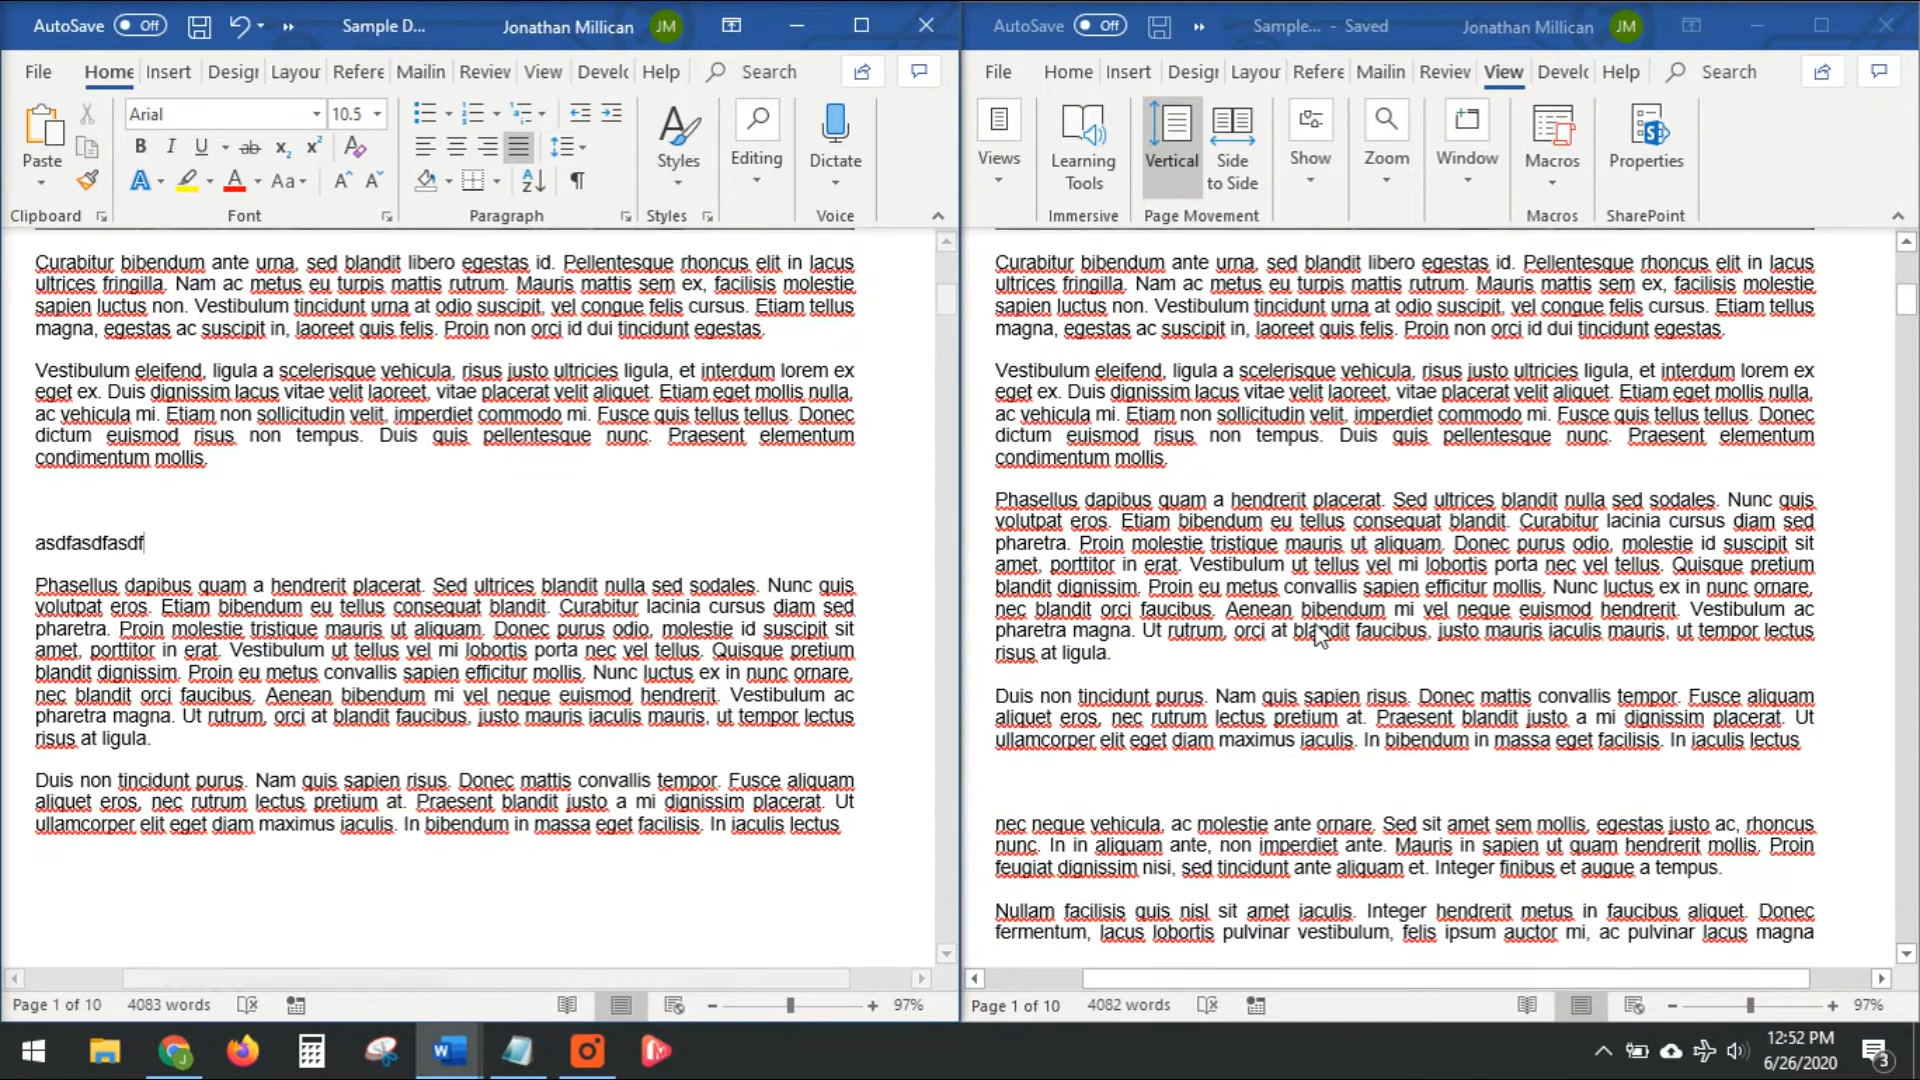 AutoSave Off Sample D... Jonathan Millican JM
File Home Insert Design Layou Refere Mailin Review View Develo Help Search
Arial 10.5
Paste Styles Editing Dictate
Clipboard Font Paragraph Styles Voice
Curabitur bibendum ante urna, sed blandit libero egestas id. Pellentesque rhoncus elit in lacus
ultrices fringilla. Nam ac metus eu turpis mattis rutrum. Mauris mattis sem ex, facilisis molestie
sapien luctus non. Vestibulum tincidunt urna at odio suscipit, vel congue felis cursus. Etiam tellus
magna, egestas ac suscipit in, laoreet quis felis. Proin non orci id dui tincidunt egestas.
Vestibulum eleifend, ligula a scelerisque vehicula, risus justo ultricies ligula, et interdum lorem ex
eget ex. Duis dignissim lacus vitae velit laoreet, vitae placerat velit aliquet. Etiam eget mollis nulla,
ac vehicula mi. Etiam non sollicitudin velit, imperdiet commodo mi. Fusce quis tellus tellus. Donec
dictum euismod risus non tempus. Duis quis pellentesque nunc. Praesent elementum
condimentum mollis.
asdfasdfasdf
Phasellus dapibus quam a hendrerit placerat. Sed ultrices blandit nulla sed sodales. Nunc quis
volutpat eros. Etiam bibendum eu tellus consequat blandit. Curabitur lacinia cursus diam sed
pharetra. Proin molestie tristique mauris ut aliquam. Donec purus odio, molestie id suscipit sit
amet, porttitor in erat. Vestibulum ut tellus vel mi lobortis porta nec vel tellus. Quisque pretium
blandit dignissim. Proin eu metus convallis sapien efficitur mollis. Nunc luctus ex in nunc ornare,
nec blandit orci faucibus. Aenean bibendum mi vel neque euismod hendrerit. Vestibulum ac
pharetra magna. Ut rutrum, orci at blandit faucibus, justo mauris iaculis mauris, ut tempor lectus
risus at ligula.
Duis non tincidunt purus. Nam quis sapien risus. Donec mattis convallis tempor. Fusce aliquam
aliquet eros, nec rutrum lectus pretium at. Praesent blandit justo a mi dignissim placerat. Ut
ullamcorper elit eget diam maximus iaculis. In bibendum in massa eget facilisis. In iaculis lectus
Page 1 of 10 4083 words 97%
AutoSave Off Sample... - Saved Jonathan Millican JM
File Home Insert Design Layou Refere Mailin Review View Develo Help Search
Views Learning Tools Vertical Side to Side Show Zoom Window Macros Properties
Immersive Page Movement Macros SharePoint
Curabitur bibendum ante urna, sed blandit libero egestas id. Pellentesque rhoncus elit in lacus
ultrices fringilla. Nam ac metus eu turpis mattis rutrum. Mauris mattis sem ex, facilisis molestie
sapien luctus non. Vestibulum tincidunt urna at odio suscipit, vel congue felis cursus. Etiam tellus
magna, egestas ac suscipit in, laoreet quis felis. Proin non orci id dui tincidunt egestas.
Vestibulum eleifend, ligula a scelerisque vehicula, risus justo ultricies ligula, et interdum lorem ex
eget ex. Duis dignissim lacus vitae velit laoreet, vitae placerat velit aliquet. Etiam eget mollis nulla,
ac vehicula mi. Etiam non sollicitudin velit, imperdiet commodo mi. Fusce quis tellus tellus. Donec
dictum euismod risus non tempus. Duis quis pellentesque nunc. Praesent elementum
condimentum mollis.
Phasellus dapibus quam a hendrerit placerat. Sed ultrices blandit nulla sed sodales. Nunc quis
volutpat eros. Etiam bibendum eu tellus consequat blandit. Curabitur lacinia cursus diam sed
pharetra. Proin molestie tristique mauris ut aliquam. Donec purus odio, molestie id suscipit sit
amet, porttitor in erat. Vestibulum ut tellus vel mi lobortis porta nec vel tellus. Quisque pretium
blandit dignissim. Proin eu metus convallis sapien efficitur mollis. Nunc luctus ex in nunc ornare,
nec blandit orci faucibus. Aenean bibendum mi vel neque euismod hendrerit. Vestibulum ac
pharetra magna. Ut rutrum, orci at blandit faucibus, justo mauris iaculis mauris, ut tempor lectus
risus at ligula.
Duis non tincidunt purus. Nam quis sapien risus. Donec mattis convallis tempor. Fusce aliquam
aliquet eros, nec rutrum lectus pretium at. Praesent blandit justo a mi dignissim placerat. Ut
ullamcorper elit eget diam maximus iaculis. In bibendum in massa eget facilisis. In iaculis lectus
nec neque vehicula, ac molestie ante ornare. Sed sit amet sem mollis, egestas justo ac, rhoncus
nunc. In in aliquam ante, non imperdiet ante. Mauris in sapien ut quam hendrerit mollis. Proin
feugiat dignissim nisi, sed tincidunt ante aliquam et. Integer finibus et augue a tempus.
Nullam facilisis quis nisl sit amet iaculis. Integer hendrerit metus in faucibus aliquet. Donec
fermentum, lacus lobortis pulvinar vestibulum, felis ipsum auctor mi, ac pulvinar lacus magna
Page 1 of 10 4082 words 97%
12:52 PM
6/26/2020
3